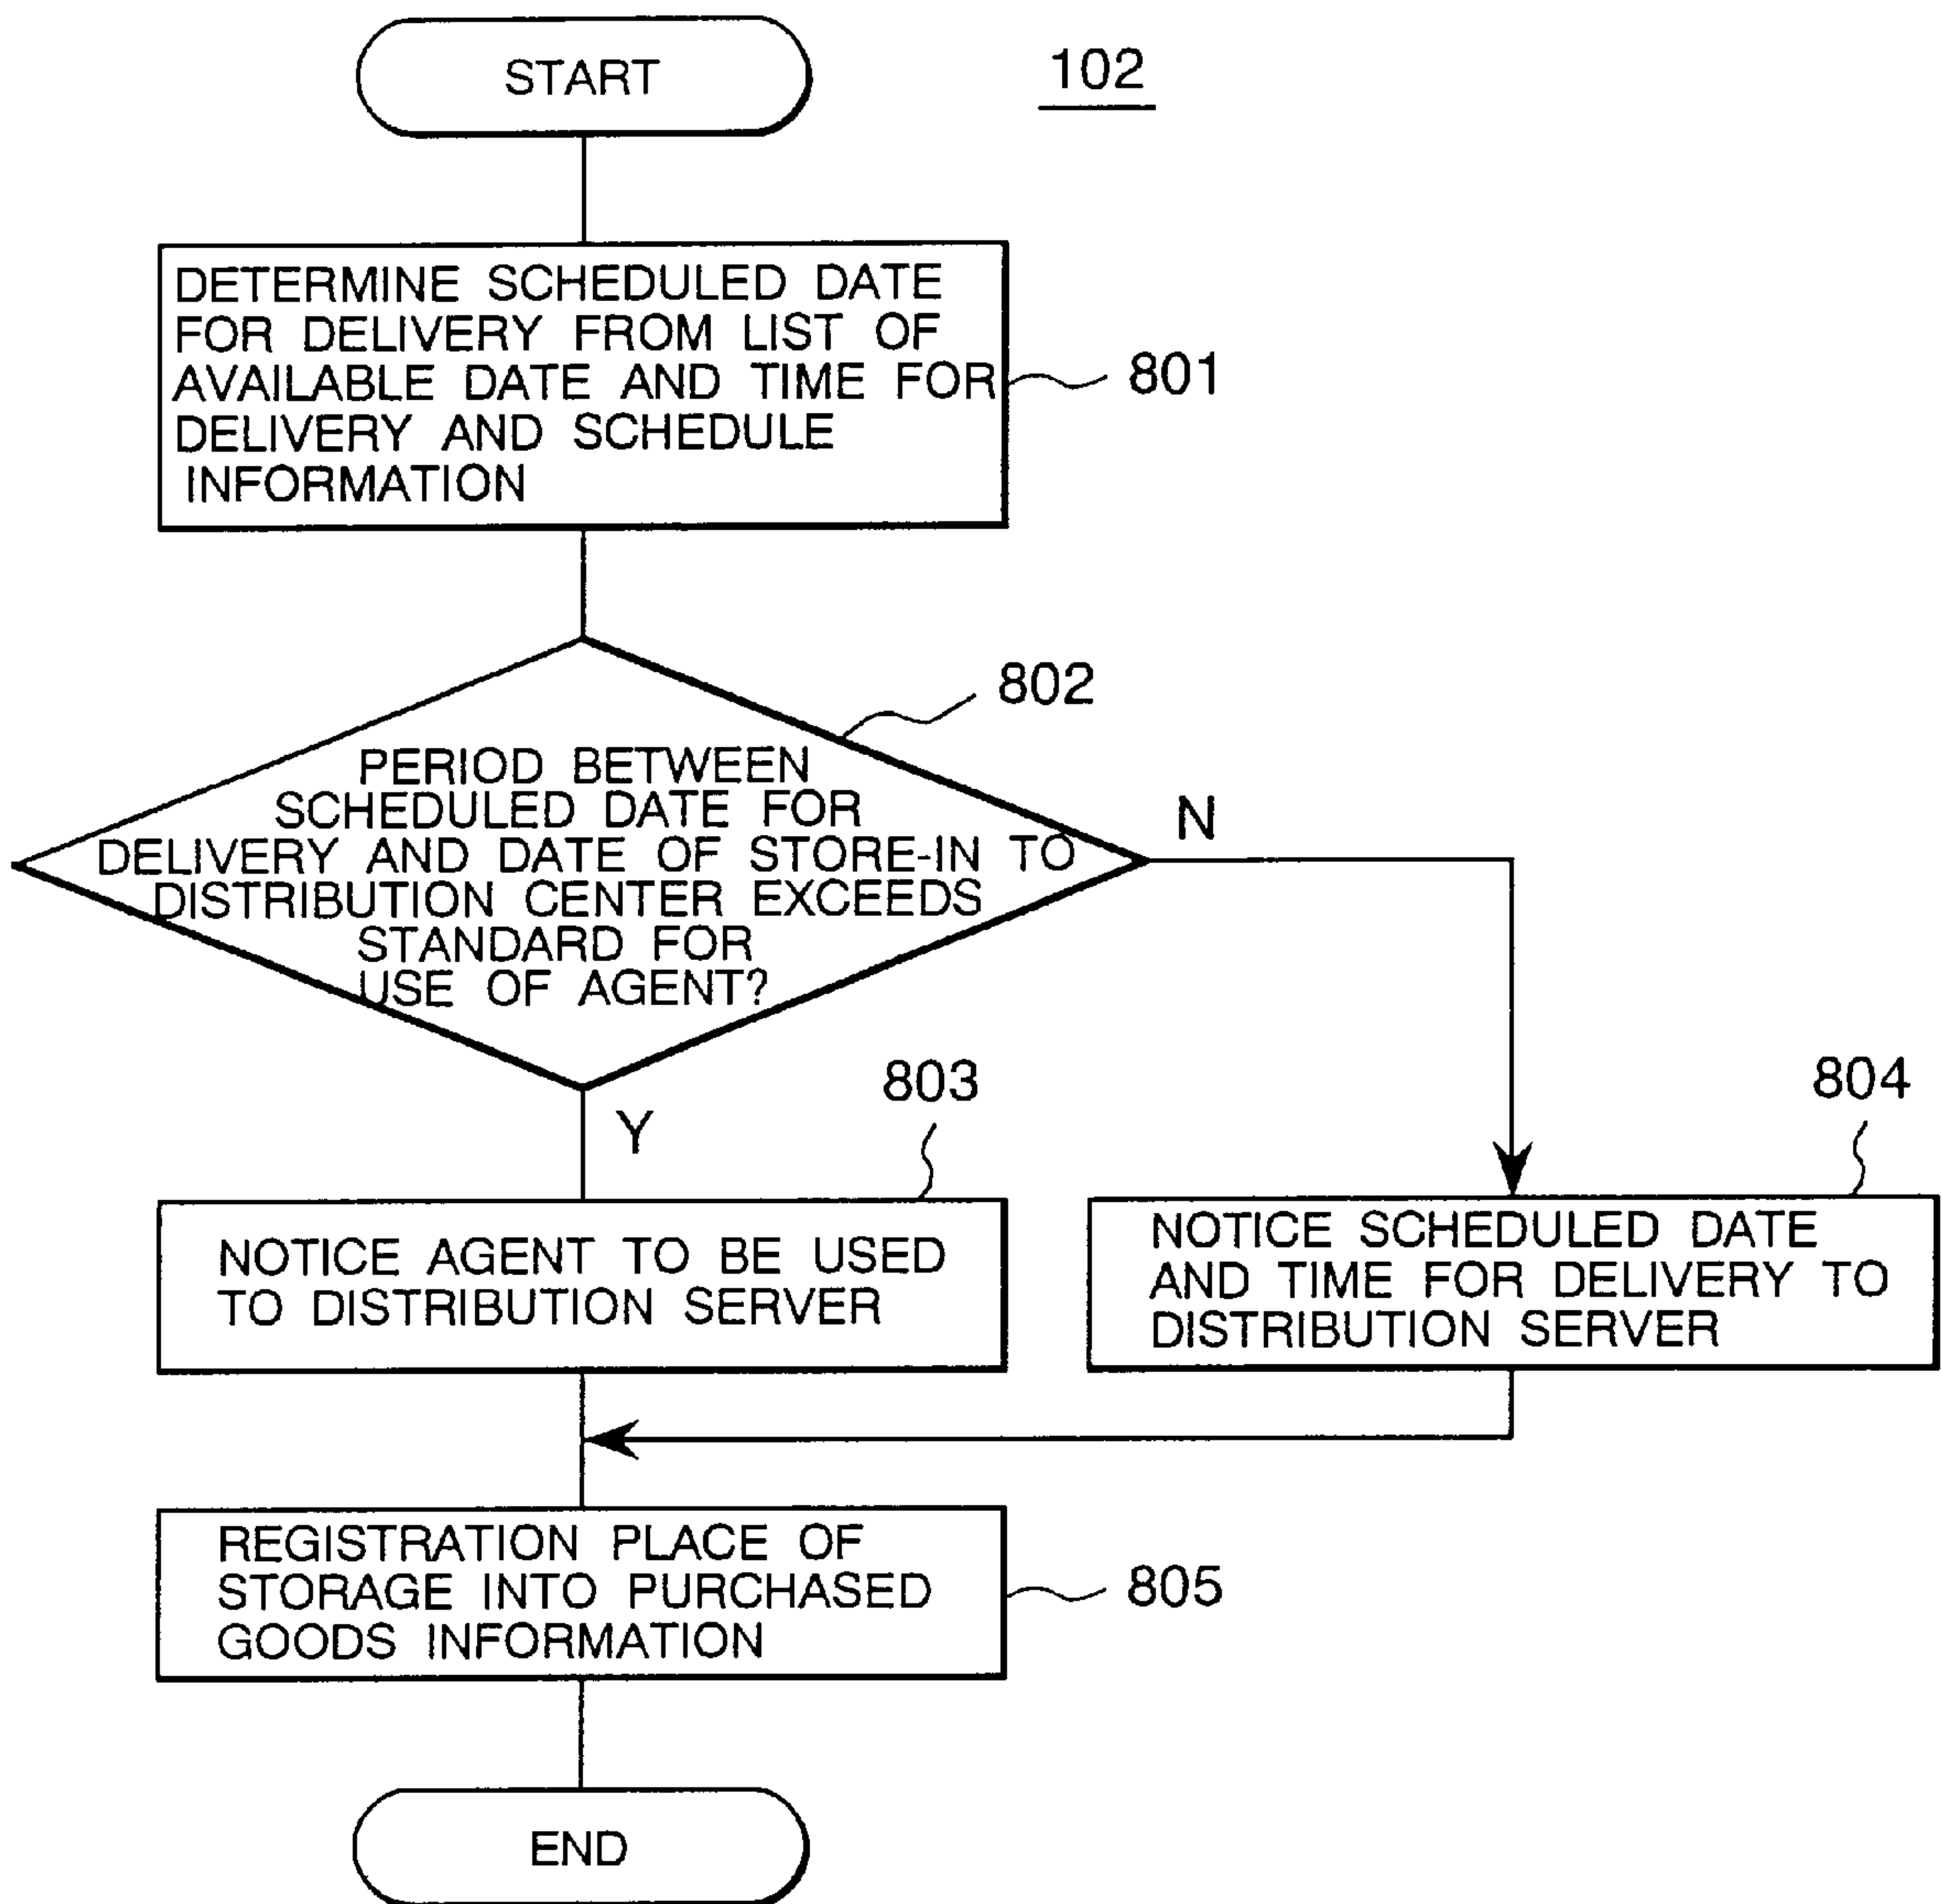 START
102
DETERMINE SCHEDULED DATE
FOR DELIVERY FROM LIST OF
AVAILABLE DATE AND TIME FOR
DELIVERY AND SCHEDULE
INFORMATION
801
802
PERIOD BETWEEN
SCHEDULED DATE FOR
DELIVERY AND DATE OF STORE-IN TO
DISTRIBUTION CENTER EXCEEDS
STANDARD FOR
USE OF AGENT?
N
Y
803
804
NOTICE AGENT TO BE USED
TO DISTRIBUTION SERVER
NOTICE SCHEDULED DATE
AND TIME FOR DELIVERY TO
DISTRIBUTION SERVER
REGISTRATION PLACE OF
STORAGE INTO PURCHASED
GOODS INFORMATION
805
END